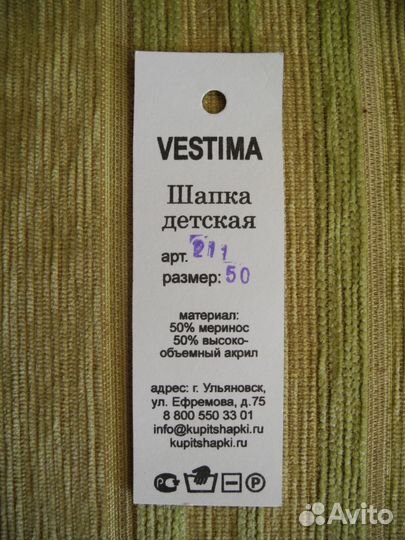 VESTIMA
Шапка
детская
арт. 211
размер: 50
материал:
50% меринос
50% высоко-
объемный акрил
адрес: г. Ульяновск,
ул. Ефремова, д.75
8 800 550 33 01
info@kupitshapki.ru
kupitshapki.ru
Avito